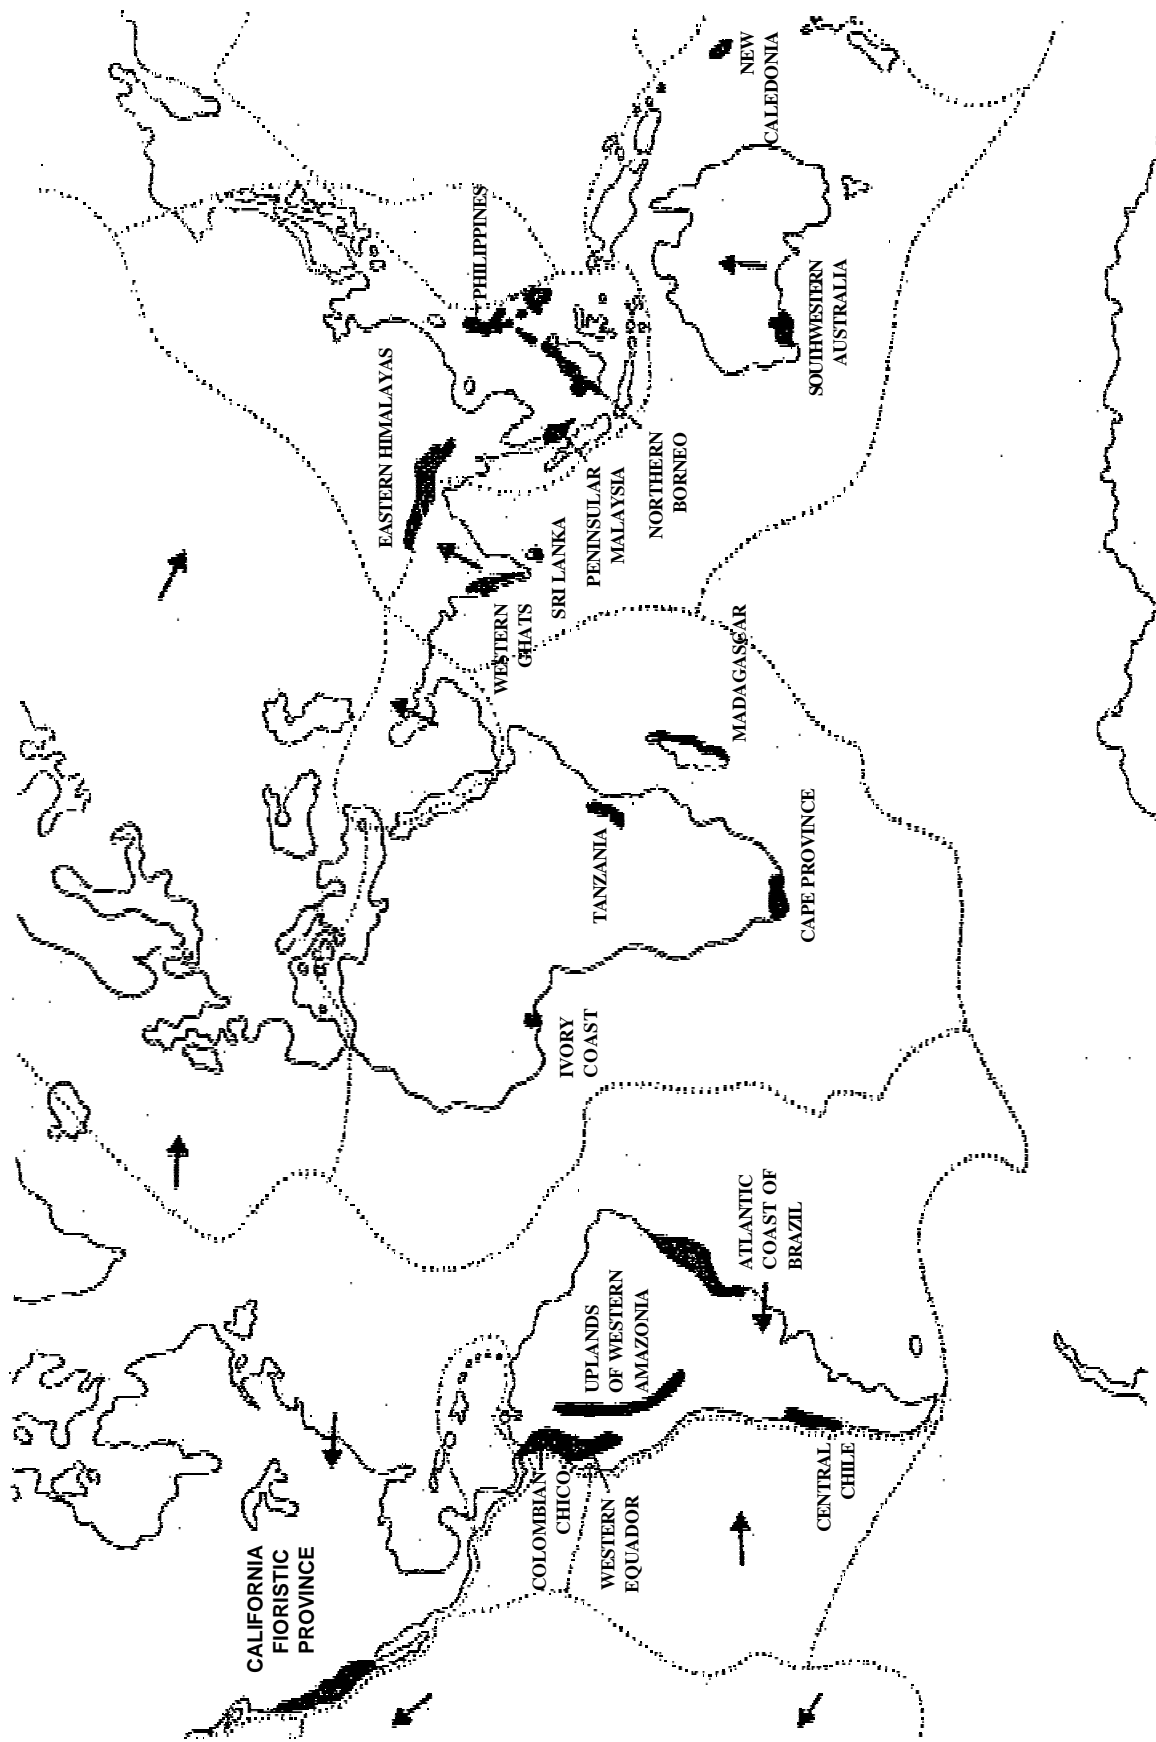 CALIFORNIA
FIORISTIC
PROVINCE
COLOMBIAN
CHICO
WESTERN
EQUADOR
UPLANDS
OF WESTERN
AMAZONIA
CENTRAL
CHILE
ATLANTIC
COAST OF
BRAZIL
IVORY
COAST
TANZANIA
CAPE PROVINCE
MADAGASCAR
WESTERN
GHATS
SRI LANKA
EASTERN HIMALAYAS
PENINSULAR
MALAYSIA
NORTHERN
BORNEO
PHILIPPINES
SOUTHWESTERN
AUSTRALIA
NEW
CALEDONIA